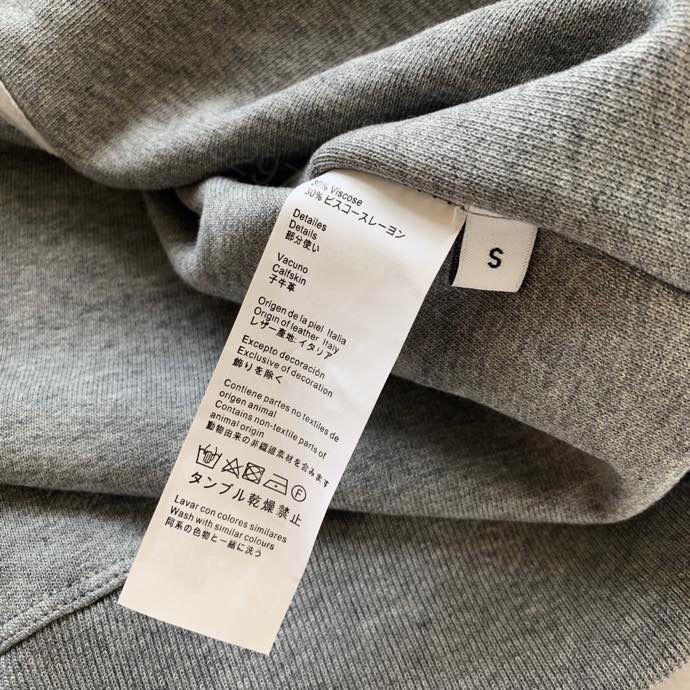 Viscose
ビスコースレーヨン
Detailes
Details
部分使い
Vacuno
Calfskin
子牛革
Origen de la piel Italia
Origin of leather Italy
レザー産地: イタリア
Excepto decoración
Exclusive of decoration
飾りを除く
Contiene partes no textiles de
origen animal
Contains non-textile parts of
animal origin
動物由来の非繊維素材を含みます
F
タンブル乾燥禁止
Lavar con colores similares
Wash with similar colours
同系の色物と一緒に洗う
S